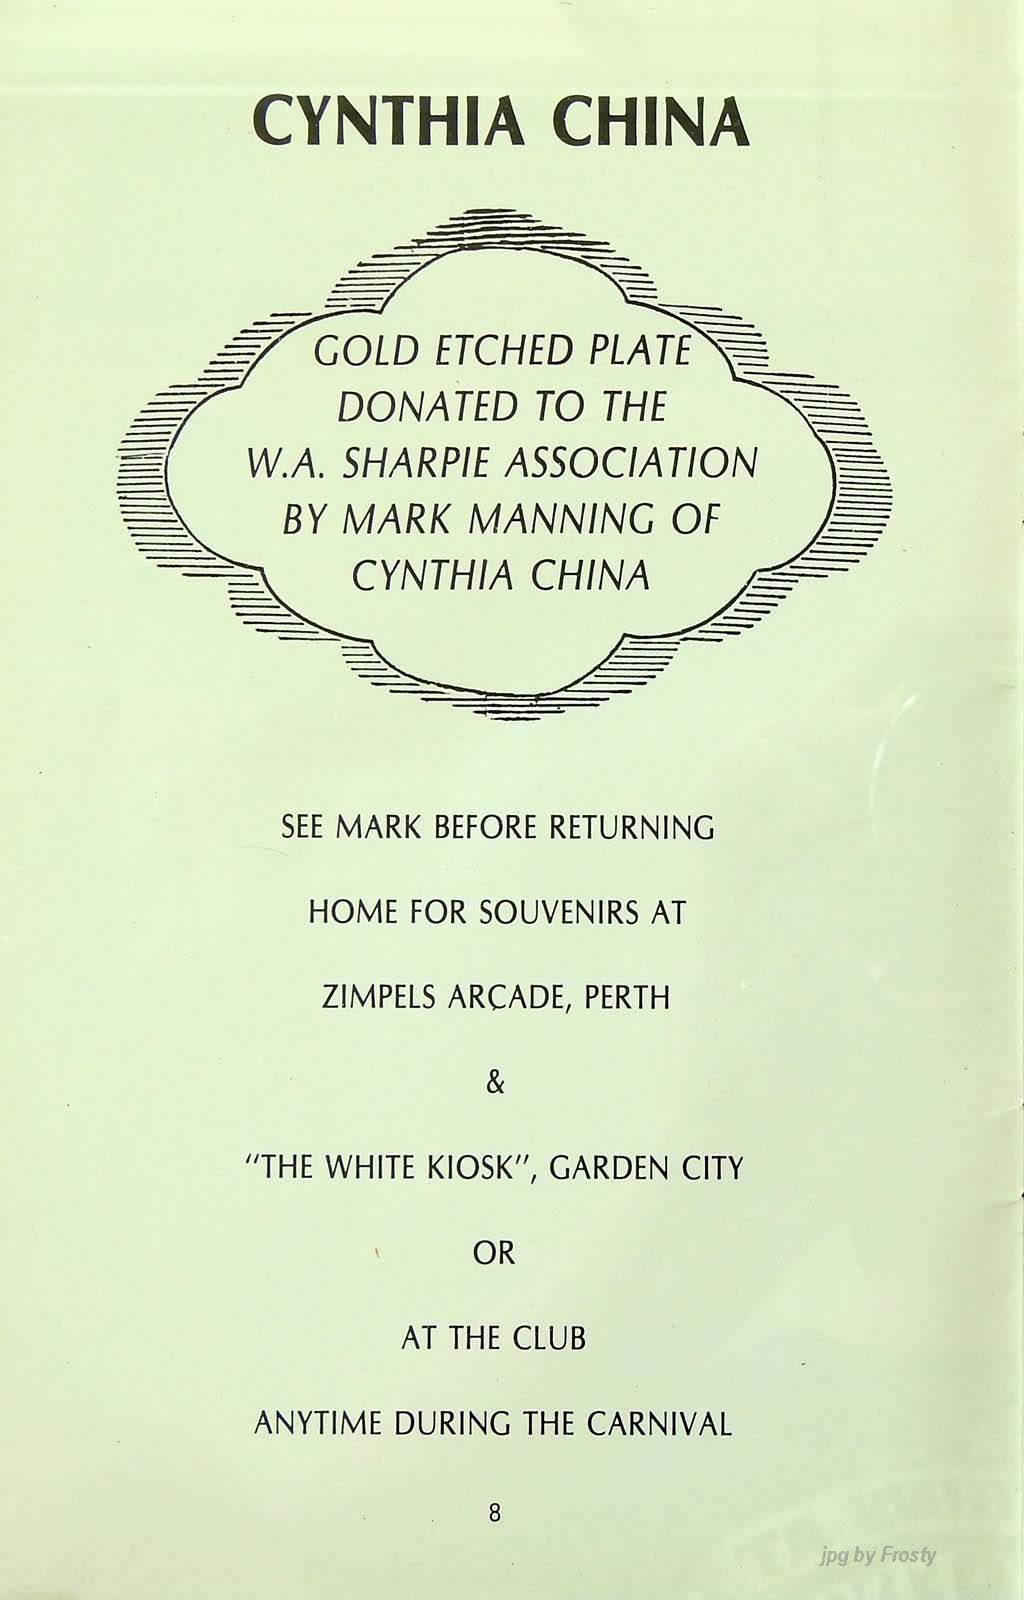 CYNTHIA CHINA
GOLD ETCHED PLATE
DONATED TO THE
W.A. SHARPIE ASSOCIATION
BY MARK MANNING OF
CYNTHIA CHINA
SEE MARK BEFORE RETURNING
HOME FOR SOUVENIRS AT
ZIMPELS ARCADE, PERTH
&
"THE WHITE KIOSK", GARDEN CITY
OR
AT THE CLUB
ANYTIME DURING THE CARNIVAL
8
jpg by Frosty